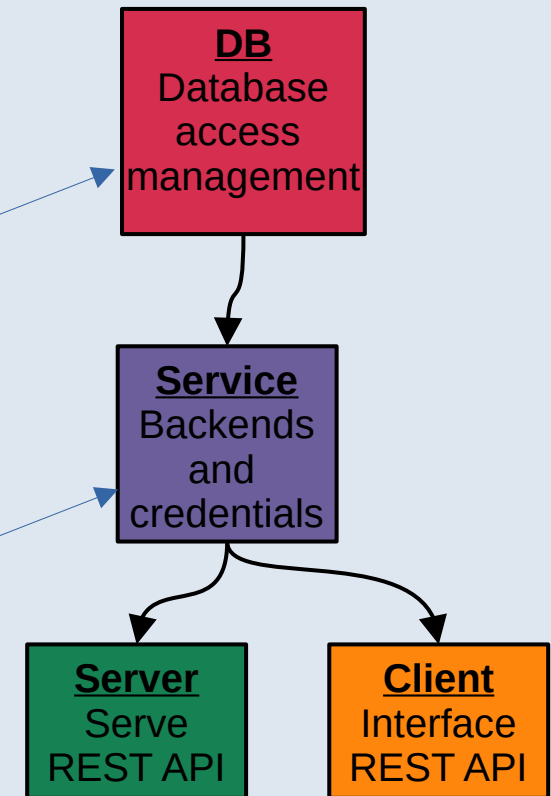 DB
Database
access
management
Service
Backends
and
credentials
Server
Serve
REST API
Client
Interface
REST API